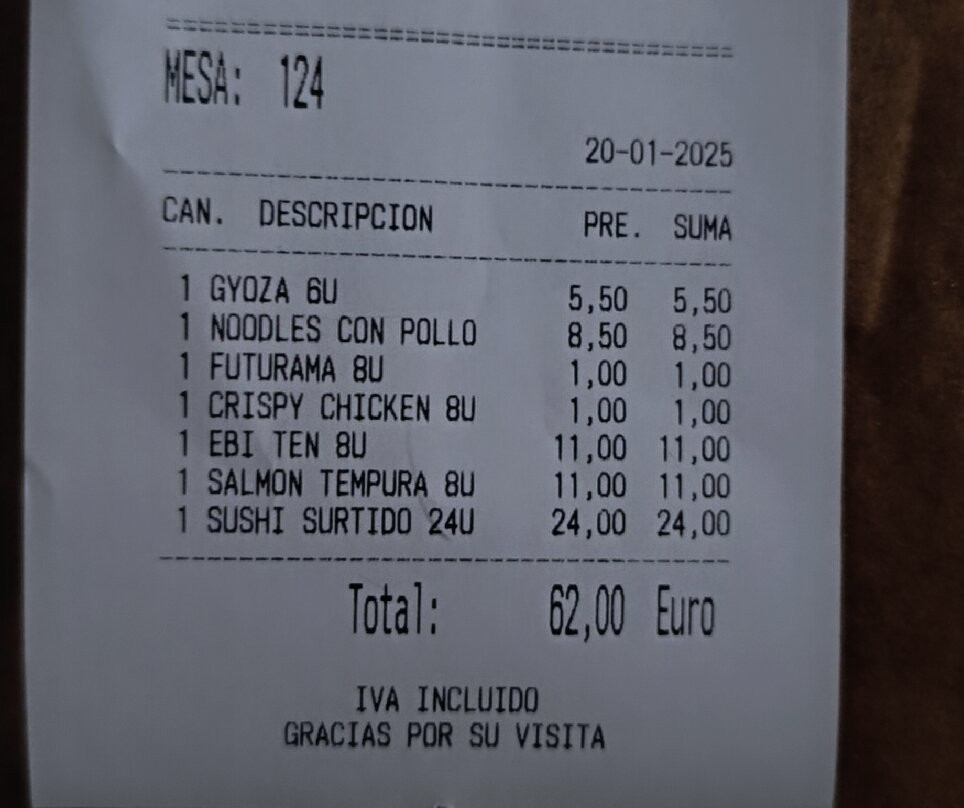 MESA: 124
20-01-2025
CAN. DESCRIPCION PRE. SUMA
1 GYOZA 6U 5,50 5,50
1 NOODLES CON POLLO 8,50 8,50
1 FUTURAMA 8U 1,00 1,00
1 CRISPY CHICKEN 8U 1,00 1,00
1 EBI TEN 8U 11,00 11,00
1 SALMON TEMPURA 8U 11,00 11,00
1 SUSHI SURTIDO 24U 24,00 24,00
Total: 62,00 Euro
IVA INCLUIDO
GRACIAS POR SU VISITA